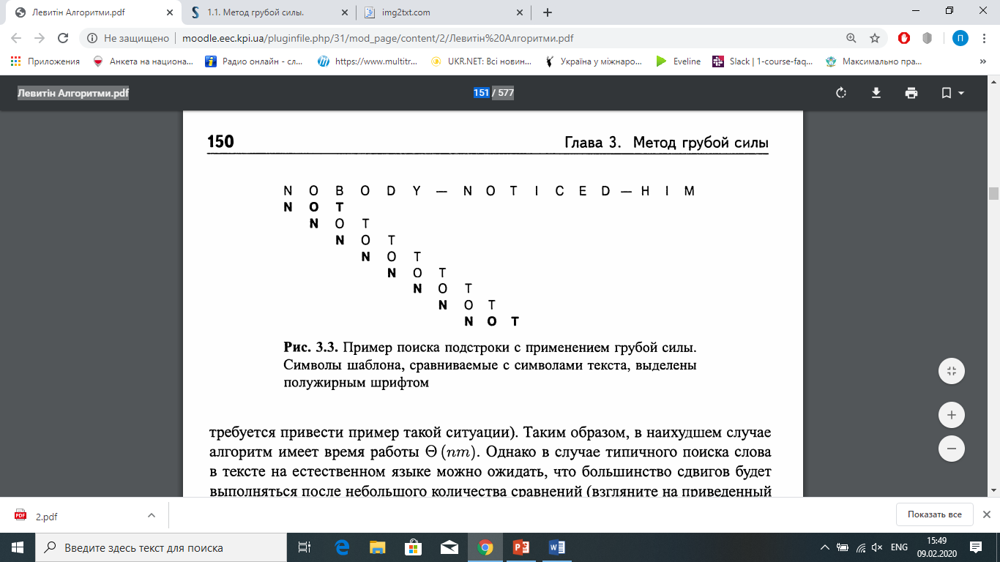 Левитін Алгоритми.pdf
1.1. Метод грубой силы.
img2txt.com
Не защищено | moodle.eec.kpi.ua/pluginfile.php/31/mod_page/content/2/Левитін%20Алгоритми.pdf
Приложения Анкета на национа... Радио онлайн - сл... https://www.multitr... UKR.NET: Всі новин... Україна у міжнаро... Eveline Slack | 1-course-faq... Максимально пра... »
Левитін Алгоритми.pdf 151 / 577
150 Глава 3. Метод грубой силы
N O B O D Y — N O T I C E D — H I M
N O T
N O T
N O T
N O T
N O T
N O T
N O T
N O T
Рис. 3.3. Пример поиска подстроки с применением грубой силы.
Символы шаблона, сравниваемые с символами текста, выделены
полужирным шрифтом
требуется привести пример такой ситуации). Таким образом, в наихудшем случае
алгоритм имеет время работы Θ (nm). Однако в случае типичного поиска слова
в тексте на естественном языке можно ожидать, что большинство сдвигов будет
выполняться после небольшого количества сравнений (взгляните на приведенный
2.pdf
Показать все
Введите здесь текст для поиска
ENG
15:49
09.02.2020